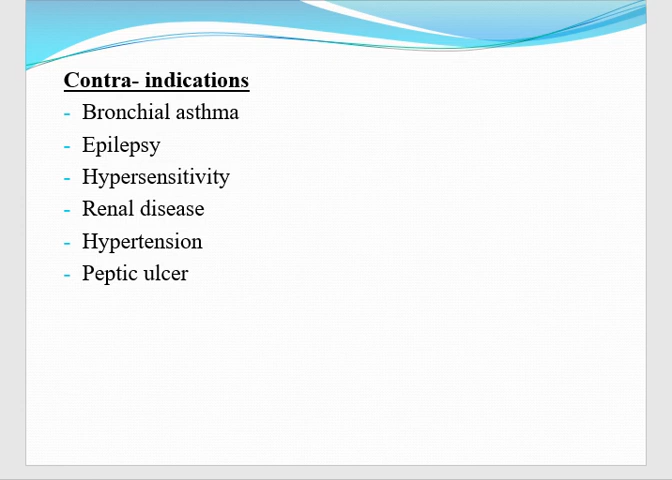 Contra- indications
- Bronchial asthma
- Epilepsy
- Hypersensitivity
- Renal disease
- Hypertension
- Peptic ulcer